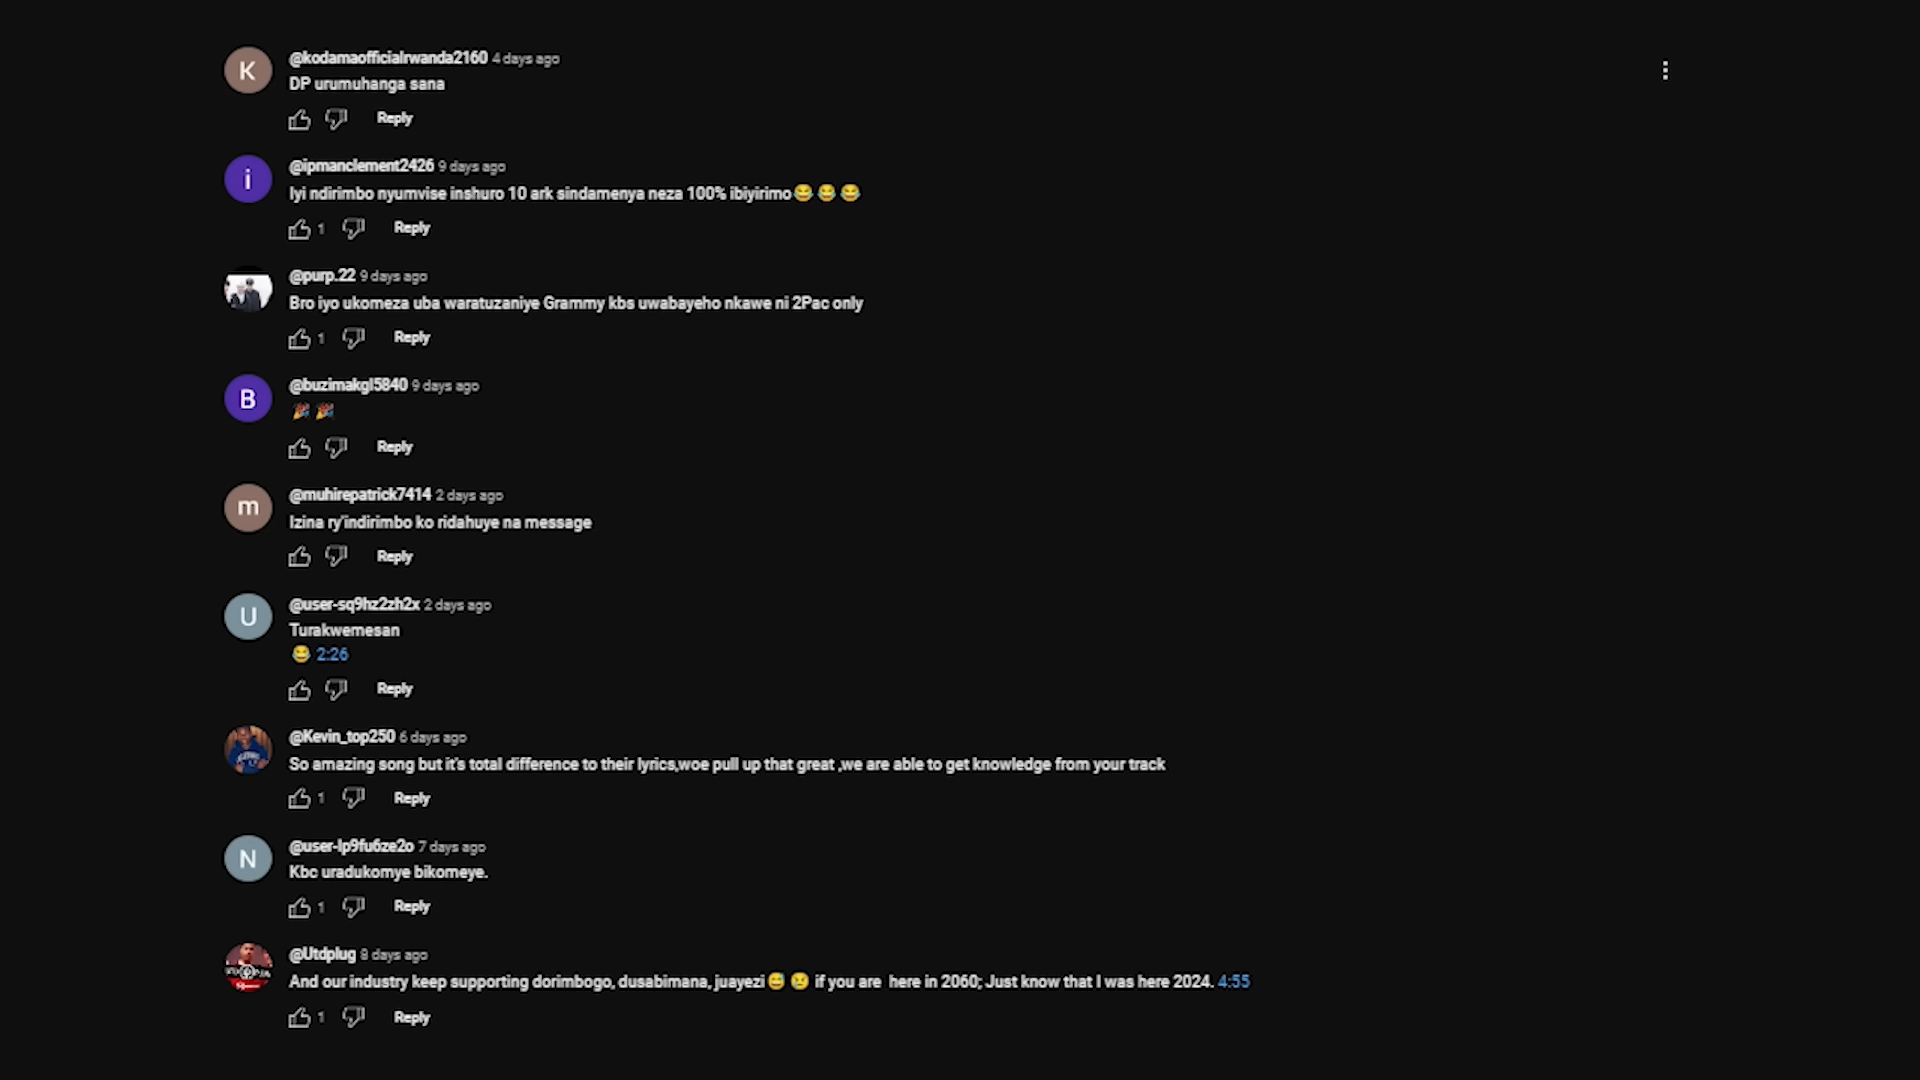 K
@kodamaofficialrwanda2160 4 days ago
DP urumuhanga sana
Reply
i
@ipmanclement2426 9 days ago
Iyi ndirimbo nyumvise inshuro 10 ark sindamenya neza 100% ibiyirimo😂😂😂
1 Reply
@purp.22 9 days ago
Bro iyo ukomeza uba waratuzaniye Grammy kbs uwabayeho nkawe ni 2Pac only
1 Reply
B
@buzimakgl5840 9 days ago
🎉🎉
Reply
m
@muhirepatrick7414 2 days ago
Izina ry'indirimbo ko ridahuye na message
Reply
U
@user-sq9hz2zh2x 2 days ago
Turakwemesan
😂 2:26
Reply
@Kevin_top250 6 days ago
So amazing song but it's total difference to their lyrics,woe pull up that great ,we are able to get knowledge from your track
1 Reply
N
@user-lp9fu6ze2o 7 days ago
Kbc uradukomye bikomeye.
1 Reply
@Utdplug 8 days ago
And our industry keep supporting dorimbogo, dusabimana, juayezi😅😢 if you are here in 2060; Just know that I was here 2024. 4:55
1 Reply